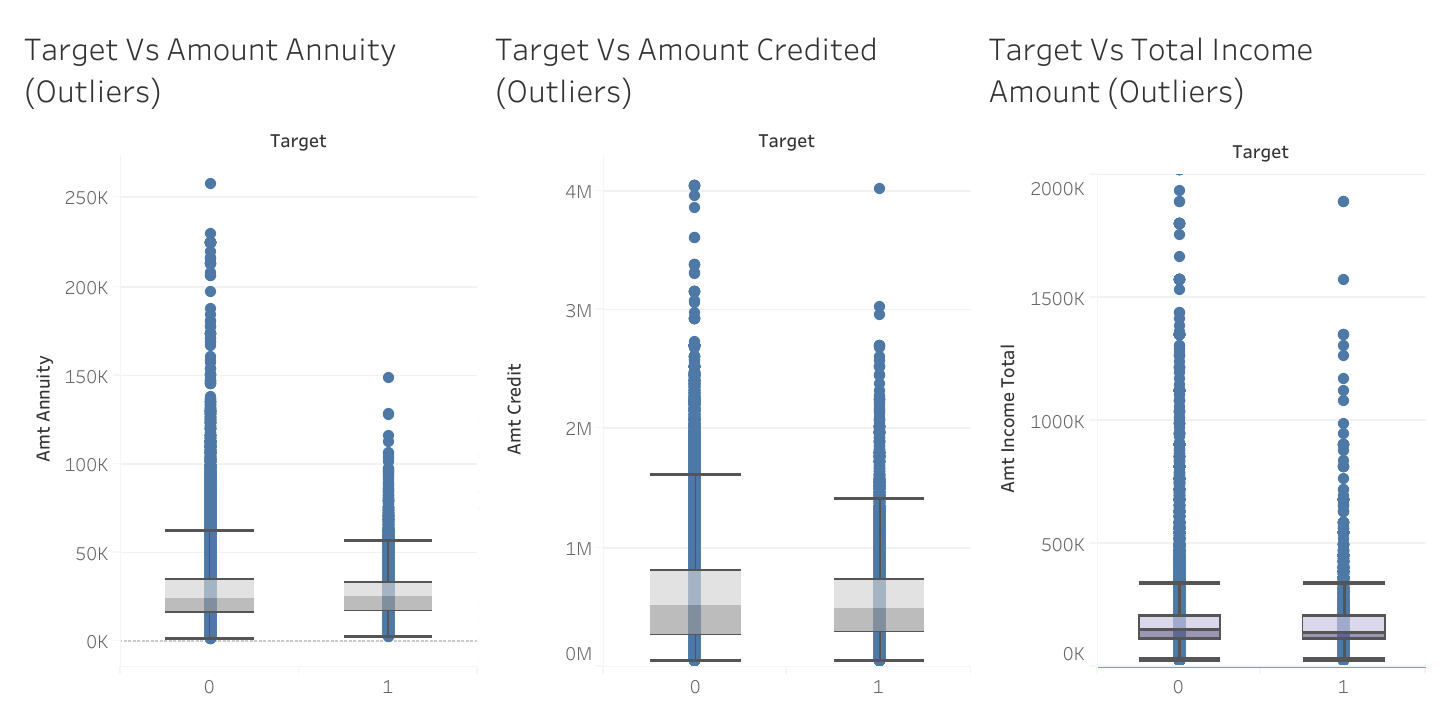 Target Vs Amount Annuity
(Outliers)
Target
Amt Annuity
250K
200K
150K
100K
50K
0K
0
1
Target Vs Amount Credited
(Outliers)
Target
Amt Credit
4M
3M
2M
1M
0M
0
1
Target Vs Total Income
Amount (Outliers)
Target
Amt Income Total
2000K
1500K
1000K
500K
0K
0
1